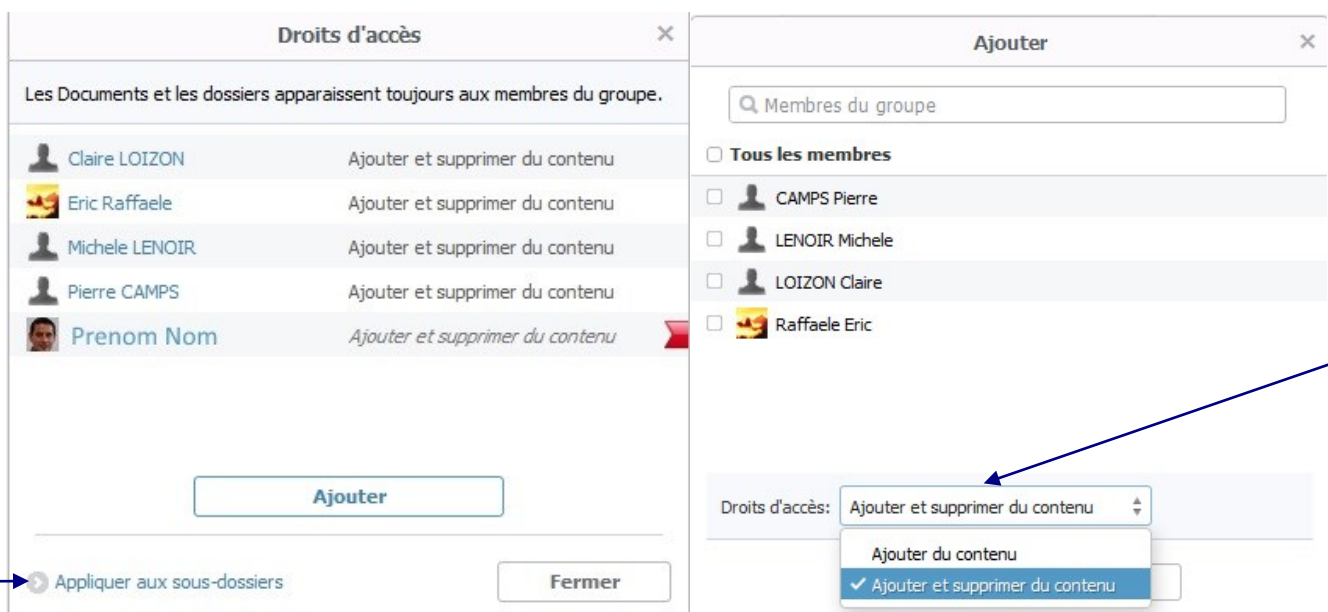 Droits d'accès
Les Documents et les dossiers apparaissent toujours aux membres du groupe.
Claire LOIZON Ajouter et supprimer du contenu
Eric Raffaele Ajouter et supprimer du contenu
Michele LENOIR Ajouter et supprimer du contenu
Pierre CAMPS Ajouter et supprimer du contenu
Prenom Nom Ajouter et supprimer du contenu
Ajouter
Appliquer aux sous-dossiers Fermer
Ajouter
Membres du groupe
Tous les membres
CAMPS Pierre
LENOIR Michele
LOIZON Claire
Raffaele Eric
Droits d'accès: Ajouter et supprimer du contenu
Ajouter du contenu
Ajouter et supprimer du contenu